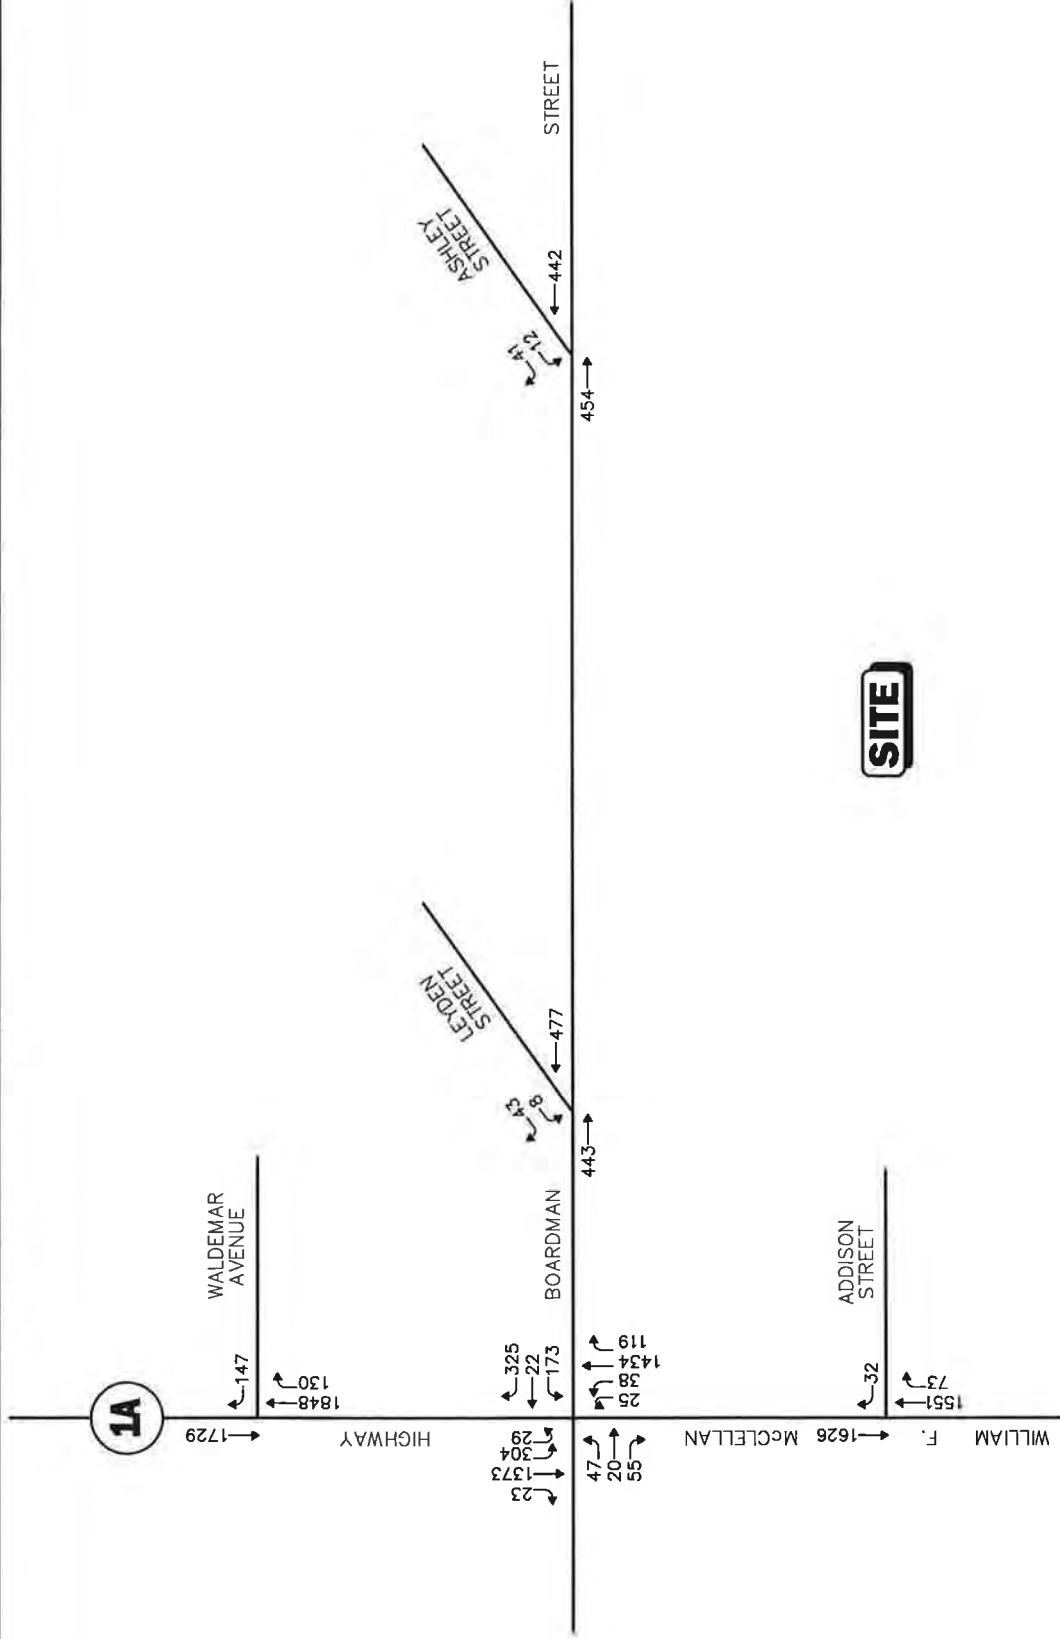 STREET
ASHLEY
STREET
442
41
12
454
LEYDEN
STREET
477
43
8
443
SITE
WALDEMAR
AVENUE
147
130
1848
1A
1729
HIGHWAY
BOARDMAN
325
22
173
119
1434
38
25
29
304
1373
23
47
20
55
McCLELLAN
1626
ADDISON
STREET
32
73
1551
F.
WILLIAM